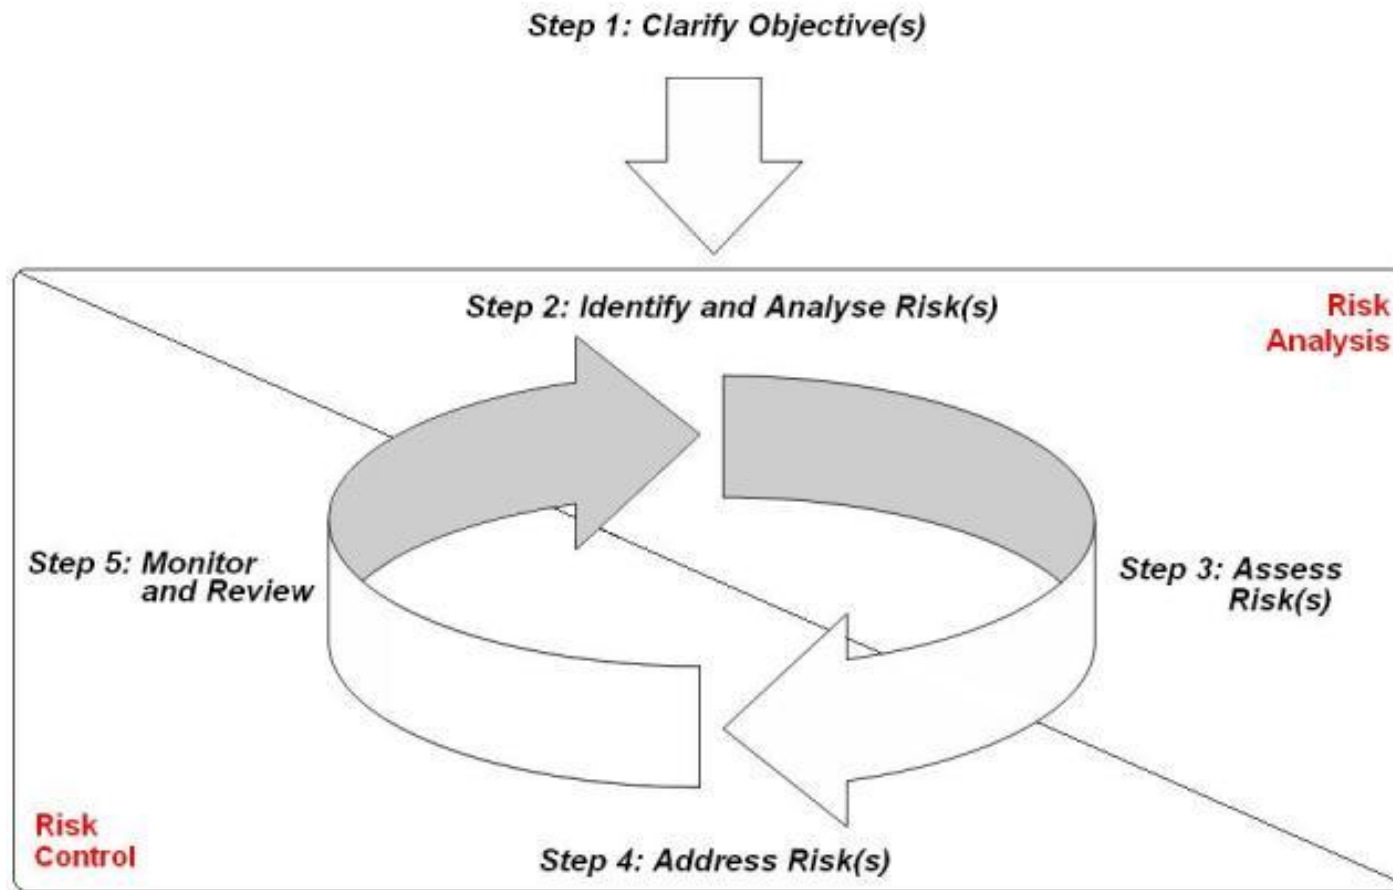 Step 1: Clarify Objective(s)
Step 2: Identify and Analyse Risk(s)
Risk
Analysis
Step 5: Monitor
and Review
Step 3: Assess
Risk(s)
Risk
Control
Step 4: Address Risk(s)